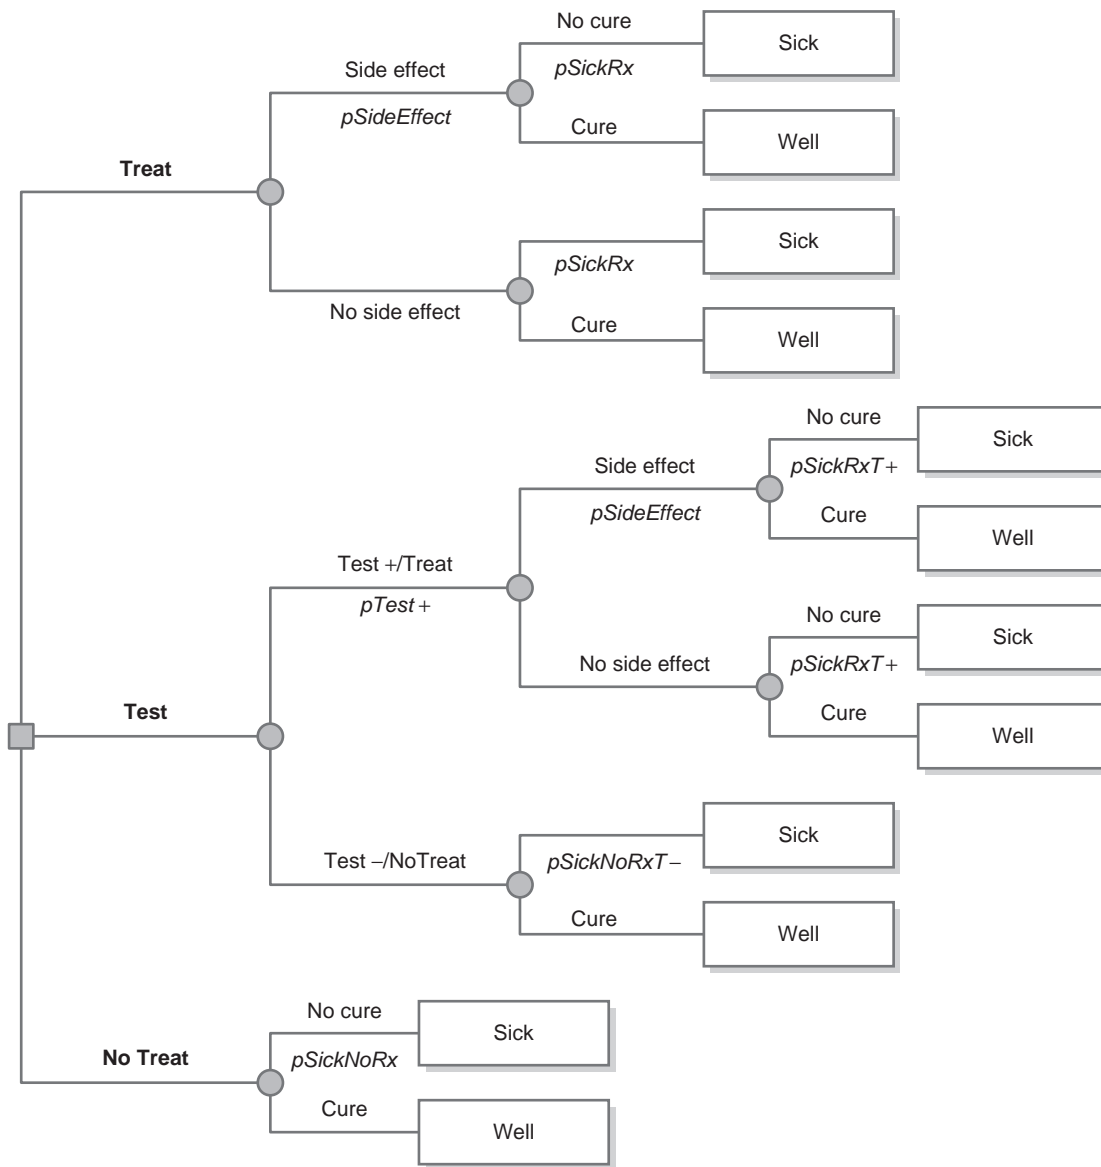 No cure
Sick
pSickRx
Side effect
pSideEffect
Cure
Well
Treat
Sick
pSickRx
No side effect
Cure
Well
No cure
Sick
pSickRxT+
Side effect
pSideEffect
Cure
Well
Test +/Treat
pTest+
No cure
Sick
pSickRxT+
No side effect
Cure
Well
Test
Sick
Test –/NoTreat
pSickNoRxT–
Cure
Well
No cure
Sick
No Treat
pSickNoRx
Cure
Well